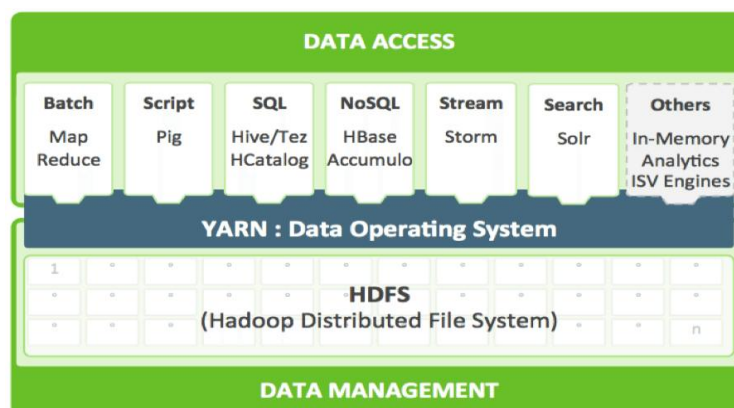 DATA ACCESS
Batch
Map
Reduce
Script
Pig
SQL
Hive/Tez
HCatalog
NoSQL
HBase
Accumulo
Stream
Storm
Search
Solr
Others
In-Memory
Analytics
ISV Engines
YARN : Data Operating System
1
HDFS
(Hadoop Distributed File System)
n
DATA MANAGEMENT